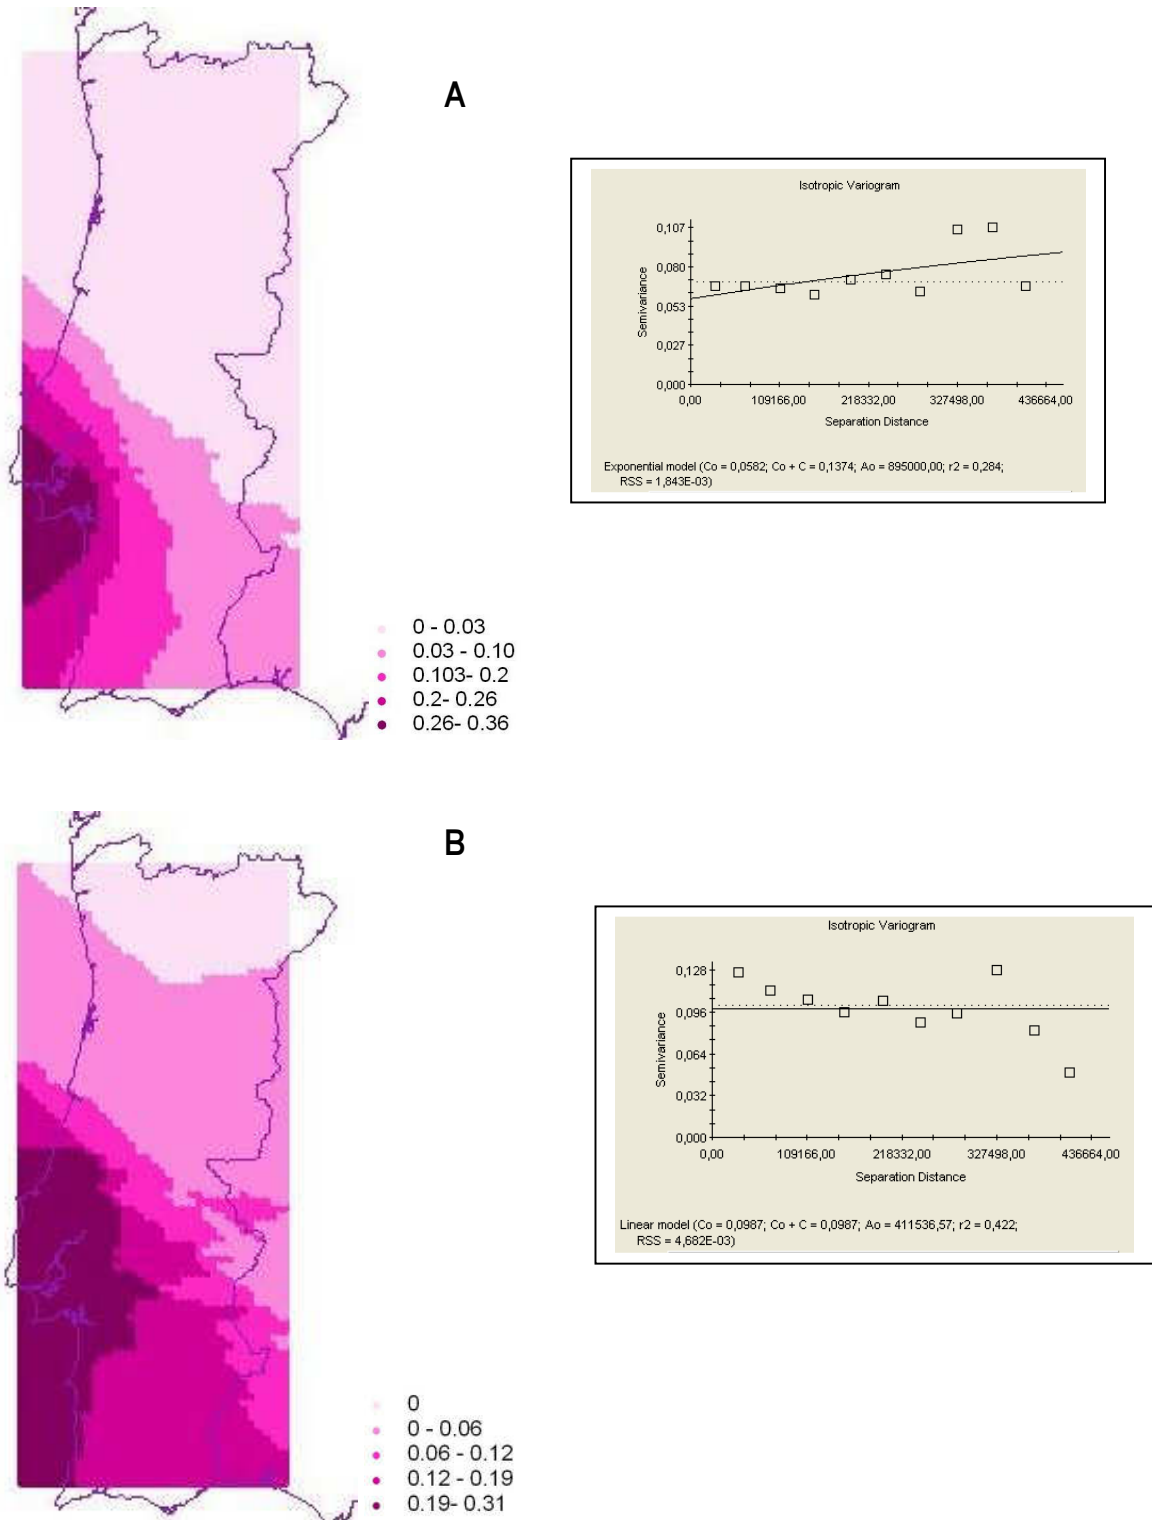 A
Isotropic Variogram
0,107
0,080
0,053
0,027
0,000
Semivariance
0,00 109166,00 218332,00 327498,00 436664,00
Separation Distance
Exponential model (Co = 0,0582; Co + C = 0,1374; Ao = 895000,00; r2 = 0,284;
RSS = 1,843E-03)
0 - 0.03
0.03 - 0.10
0.103- 0.2
0.2- 0.26
0.26- 0.36
B
Isotropic Variogram
0,128
0,096
0,064
0,032
0,000
Semivariance
0,00 109166,00 218332,00 327498,00 436664,00
Separation Distance
Linear model (Co = 0,0987; Co + C = 0,0987; Ao = 411536,57; r2 = 0,422;
RSS = 4,682E-03)
0
0 - 0.06
0.06 - 0.12
0.12 - 0.19
0.19- 0.31